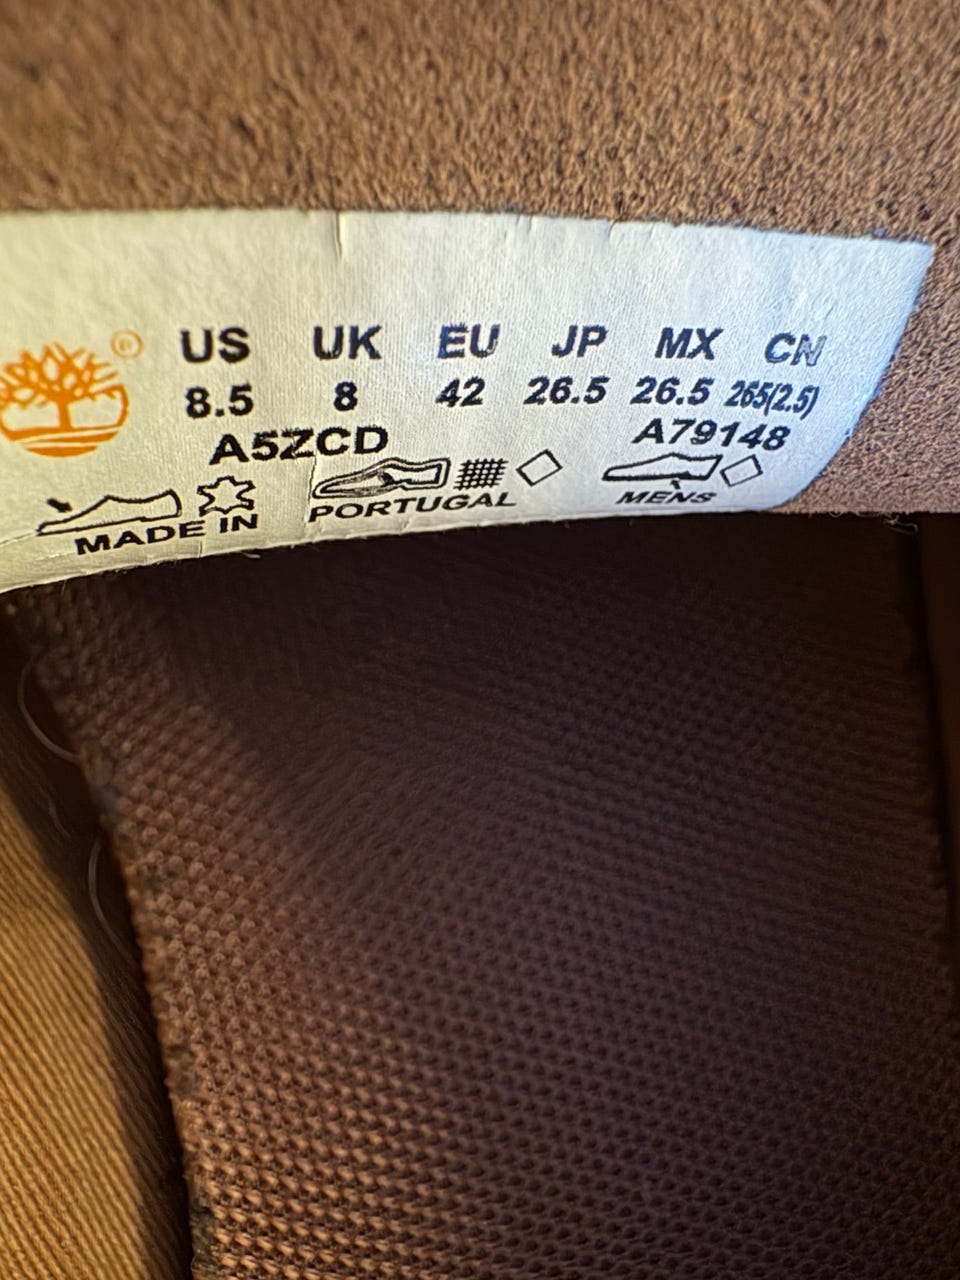 ® US UK EU JP MX CN
8.5 8 42 26.5 26.5 265(2.5)
A5ZCD A79148
MADE IN PORTUGAL MENS